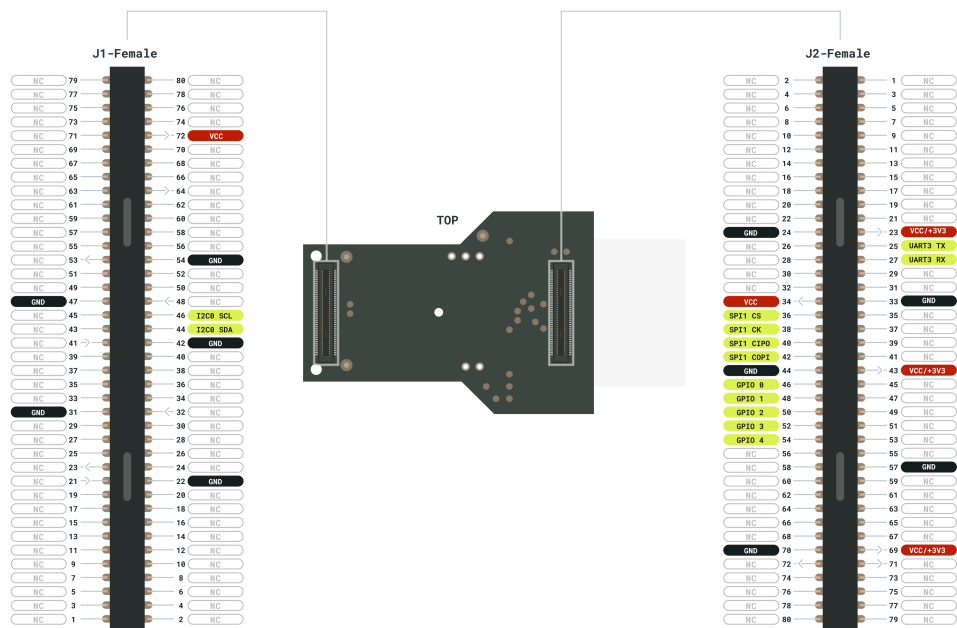 J1-Female J2-Female
NC 79 80 NC NC 2 1 NC
NC 77 78 NC NC 4 3 NC
NC 75 76 NC NC 6 5 NC
NC 73 74 NC NC 8 7 NC
NC 71 72 VCC NC 10 9 NC
NC 69 70 NC NC 12 11 NC
NC 67 68 NC NC 14 13 NC
NC 65 66 NC NC 16 15 NC
NC 63 64 NC NC 18 17 NC
NC 61 62 NC NC 20 19 NC
NC 59 60 NC TOP NC 22 21 NC
NC 57 58 NC GND 24 23 VCC/+3V3
NC 55 56 NC NC 26 25 UART3 TX
NC 53 54 GND NC 28 27 UART3 RX
NC 51 52 NC NC 30 29 NC
NC 49 50 NC NC 32 31 NC
GND 47 48 NC VCC 34 33 GND
NC 45 46 I2C0 SCL SPI1 CS 36 35 NC
NC 43 44 I2C0 SDA SPI1 CK 38 37 NC
NC 41 42 GND SPI1 CIPO 40 39 NC
NC 39 40 NC SPI1 COPI 42 41 NC
NC 37 38 NC GND 44 43 VCC/+3V3
NC 35 36 NC GPIO 0 46 45 NC
NC 33 34 NC GPIO 1 48 47 NC
GND 31 32 NC GPIO 2 50 49 NC
NC 29 30 NC GPIO 3 52 51 NC
NC 27 28 NC GPIO 4 54 53 NC
NC 25 26 NC NC 56 55 NC
NC 23 24 NC NC 58 57 GND
NC 21 22 GND NC 60 59 NC
NC 19 20 NC NC 62 61 NC
NC 17 18 NC NC 64 63 NC
NC 15 16 NC NC 66 65 NC
NC 13 14 NC NC 68 67 NC
NC 11 12 NC GND 70 69 VCC/+3V3
NC 9 10 NC NC 72 71 NC
NC 7 8 NC NC 74 73 NC
NC 5 6 NC NC 76 75 NC
NC 3 4 NC NC 78 77 NC
NC 1 2 NC NC 80 79 NC